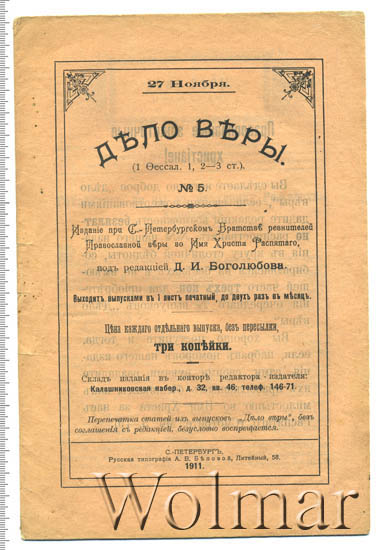 27 Ноября.
ДѢЛО ВѢРЫ.
(1 Ѳессал. 1, 2—3 ст.).
№ 5.
Изданіе при С.-Петербургскомъ Братствѣ ревнителей
Православной вѣры во Имя Христа Распятаго,
подъ редакціей Д. И. Боголюбова.
Выходитъ выпусками въ 1 листъ печатный, до двухъ разъ въ мѣсяцъ.
Цѣна каждаго отдѣльнаго выпуска, безъ пересылки,
три копѣйки.
Складъ изданія въ конторѣ редактора-издателя:
Калашниковская набер., д. 32, кв. 46; телеф. 146-71.
Перепечатка статей изъ выпусковъ „Дѣло вѣры", безъ
соглашенія съ редакціей, безусловно воспрещается.
С.-ПЕТЕРБУРГЪ.
Русская типографія А. В. Бѣловой, Литейный, 58.
1911.
Wolmar